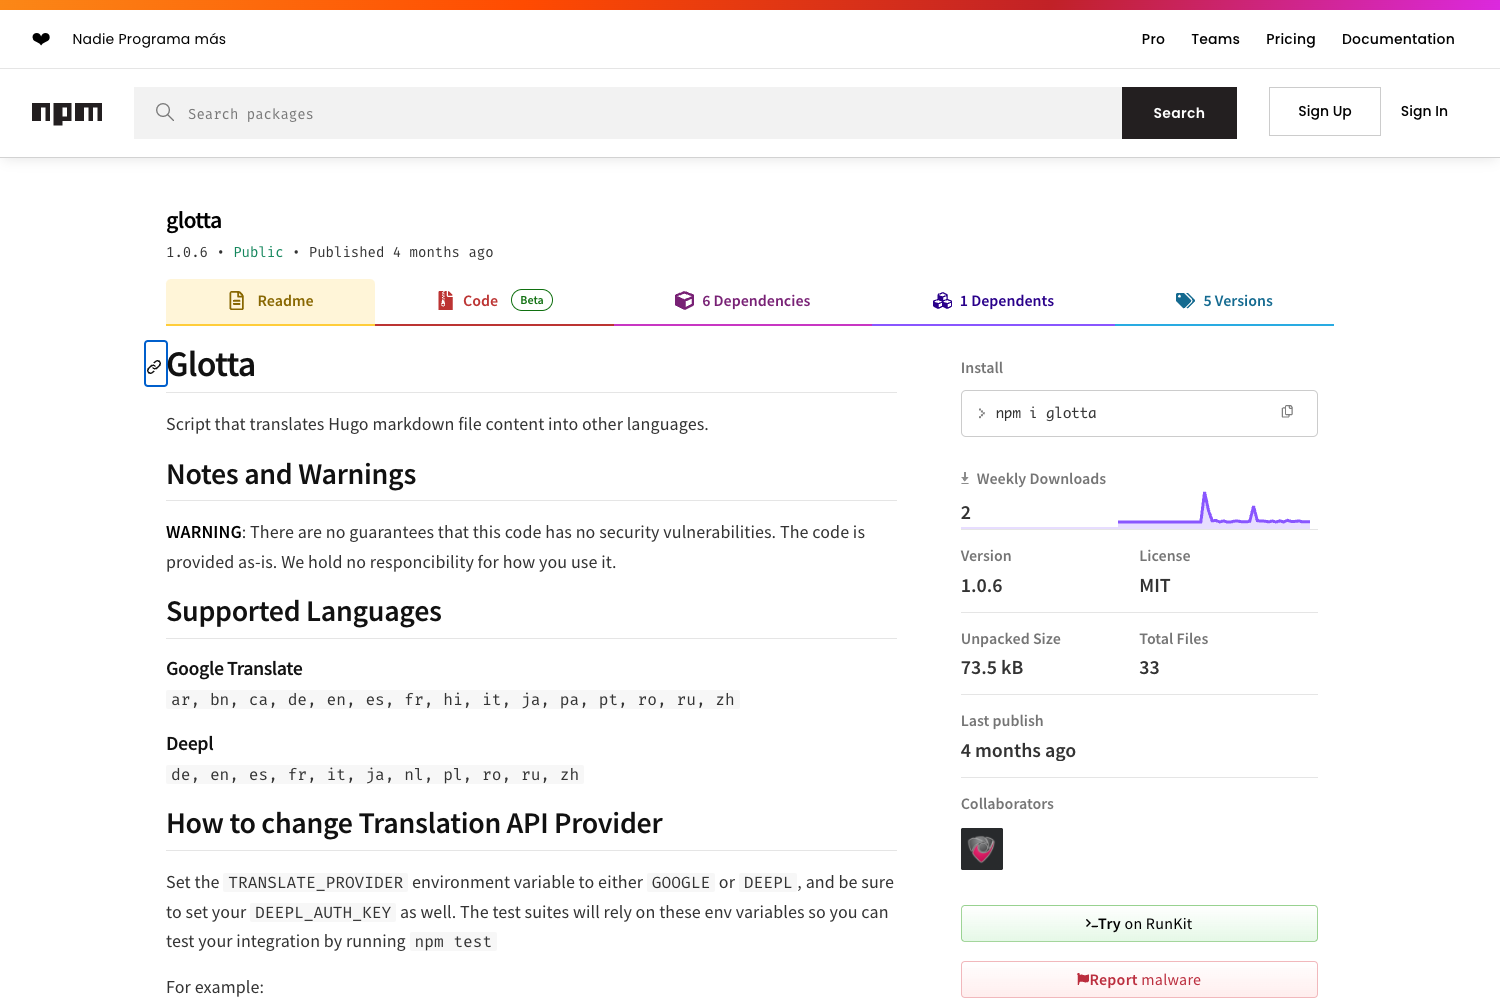 ❤ Nadie Programa más
Pro Teams Pricing Documentation
npm Search packages Search Sign Up Sign In
glotta
1.0.6 • Public • Published 4 months ago
Readme Code Beta 6 Dependencies 1 Dependents 5 Versions
Glotta
Script that translates Hugo markdown file content into other languages.
Notes and Warnings
WARNING: There are no guarantees that this code has no security vulnerabilities. The code is
provided as-is. We hold no responcibility for how you use it.
Supported Languages
Google Translate
ar, bn, ca, de, en, es, fr, hi, it, ja, pa, pt, ro, ru, zh
Deepl
de, en, es, fr, it, ja, nl, pl, ro, ru, zh
How to change Translation API Provider
Set the TRANSLATE_PROVIDER environment variable to either GOOGLE or DEEPL, and be sure
to set your DEEPL_AUTH_KEY as well. The test suites will rely on these env variables so you can
test your integration by running npm test
For example:
Install
> npm i glotta
Weekly Downloads
2
Version
1.0.6
License
MIT
Unpacked Size
73.5 kB
Total Files
33
Last publish
4 months ago
Collaborators
Try on RunKit
Report malware